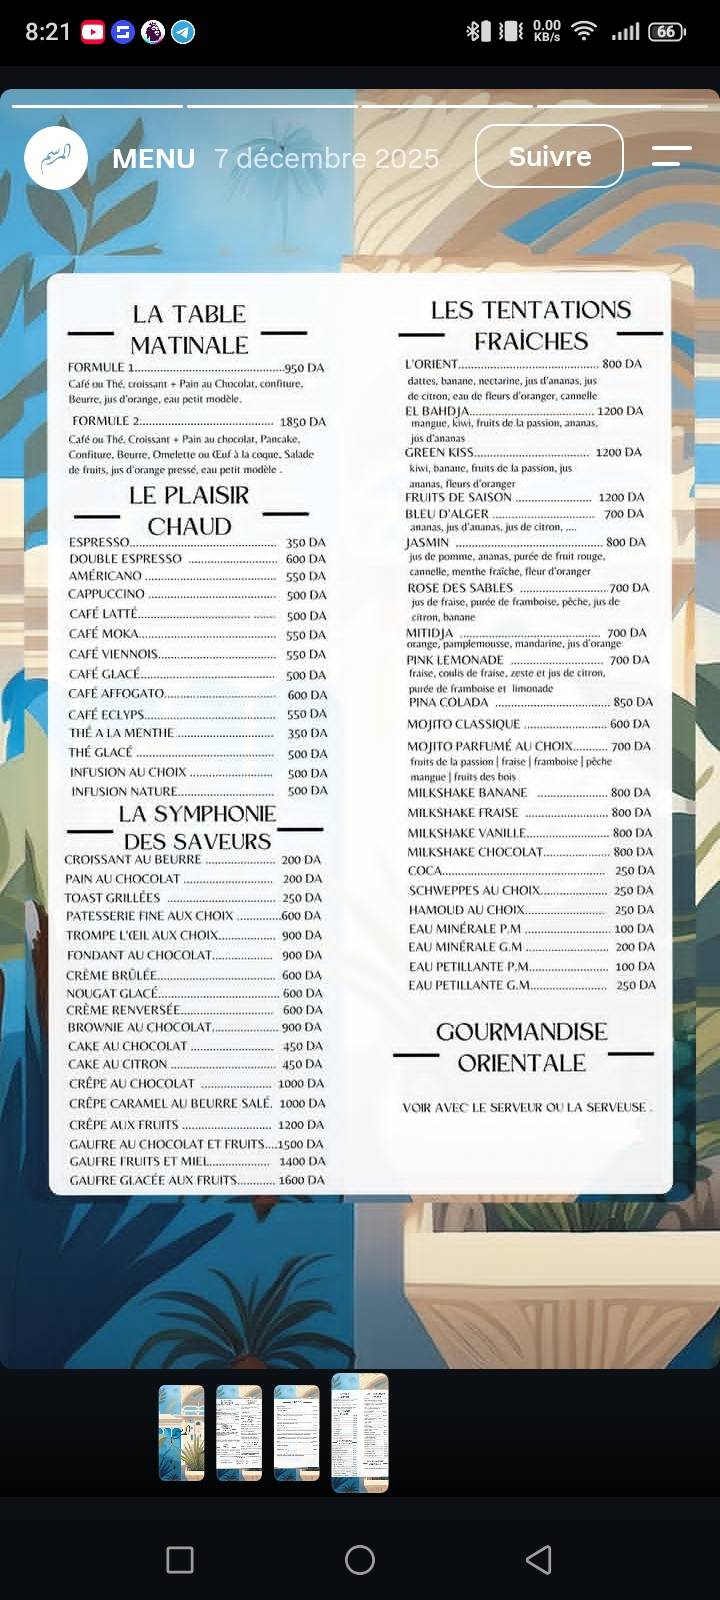 8:21
0.00
KB/s
66
المرسم
MENU 7 décembre 2025
Suivre
LA TABLE
MATINALE
FORMULE 1..........950 DA
Café ou Thé, croissant + Pain au Chocolat, confiture,
Beurre, jus d'orange, eau petit modèle.
FORMULE 2.......... 1850 DA
Café ou Thé, Croissant + Pain au chocolat, Pancake,
Confiture, Beurre, Omelette ou Œuf à la coque, Salade
de fruits, jus d'orange pressé, eau petit modèle .
LE PLAISIR
CHAUD
ESPRESSO.......... 350 DA
DOUBLE ESPRESSO .......... 600 DA
AMÉRICANO .......... 550 DA
CAPPUCCINO .......... 500 DA
CAFÉ LATTÉ.......... 500 DA
CAFÉ MOKA.......... 550 DA
CAFÉ VIENNOIS.......... 550 DA
CAFÉ GLACÉ.......... 500 DA
CAFÉ AFFOGATO.......... 600 DA
CAFÉ ECLYPS.......... 550 DA
THÉ A LA MENTHE .......... 350 DA
THÉ GLACÉ .......... 500 DA
INFUSION AU CHOIX .......... 500 DA
INFUSION NATURE.......... 500 DA
LA SYMPHONIE
DES SAVEURS
CROISSANT AU BEURRE .......... 200 DA
PAIN AU CHOCOLAT .......... 200 DA
TOAST GRILLÉES .......... 250 DA
PATESSERIE FINE AUX CHOIX ..........600 DA
TROMPE L'ŒIL AUX CHOIX.......... 900 DA
FONDANT AU CHOCOLAT.......... 900 DA
CRÈME BRÛLÉE.......... 600 DA
NOUGAT GLACÉ.......... 600 DA
CRÈME RENVERSÉE.......... 600 DA
BROWNIE AU CHOCOLAT.......... 900 DA
CAKE AU CHOCOLAT .......... 450 DA
CAKE AU CITRON .......... 450 DA
CRÊPE AU CHOCOLAT .......... 1000 DA
CRÊPE CARAMEL AU BEURRE SALÉ. 1000 DA
CRÊPE AUX FRUITS .......... 1200 DA
GAUFRE AU CHOCOLAT ET FRUITS....1500 DA
GAUFRE FRUITS ET MIEL.......... 1400 DA
GAUFRE GLACÉE AUX FRUITS.......... 1600 DA
LES TENTATIONS
FRAÎCHES
L'ORIENT.......... 800 DA
dattes, banane, nectarine, jus d'ananas, jus
de citron, eau de fleurs d'oranger, camelle
EL BAHDJA.......... 1200 DA
mangue, kiwi, fruits de la passion, ananas,
jus d'ananas
GREEN KISS.......... 1200 DA
kiwi, banane, fruits de la passion, jus
ananas, fleurs d'oranger
FRUITS DE SAISON .......... 1200 DA
BLEU D'ALGER .......... 700 DA
ananas, jus d'ananas, jus de citron, ....
JASMIN .......... 800 DA
jus de pomme, ananas, purée de fruit rouge,
cannelle, menthe fraîche, fleur d'oranger
ROSE DES SABLES .......... 700 DA
jus de fraise, purée de framboise, pêche, jus de
citron, banane
MITIDJA .......... 700 DA
orange, pamplemousse, mandarine, jus d'orange
PINK LEMONADE .......... 700 DA
fraise, coulis de fraise, zeste et jus de citron,
purée de framboise et limonade
PINA COLADA .......... 850 DA
MOJITO CLASSIQUE .......... 600 DA
MOJITO PARFUMÉ AU CHOIX.......... 700 DA
fruits de la passion | fraise | framboise | pêche
mangue | fruits des bois
MILKSHAKE BANANE .......... 800 DA
MILKSHAKE FRAISE .......... 800 DA
MILKSHAKE VANILLE.......... 800 DA
MILKSHAKE CHOCOLAT.......... 800 DA
COCA.......... 250 DA
SCHWEPPES AU CHOIX.......... 250 DA
HAMOUD AU CHOIX.......... 250 DA
EAU MINÉRALE P.M .......... 100 DA
EAU MINÉRALE G.M .......... 200 DA
EAU PETILLANTE P.M.......... 100 DA
EAU PETILLANTE G.M.......... 250 DA
GOURMANDISE
ORIENTALE
VOIR AVEC LE SERVEUR OU LA SERVEUSE .